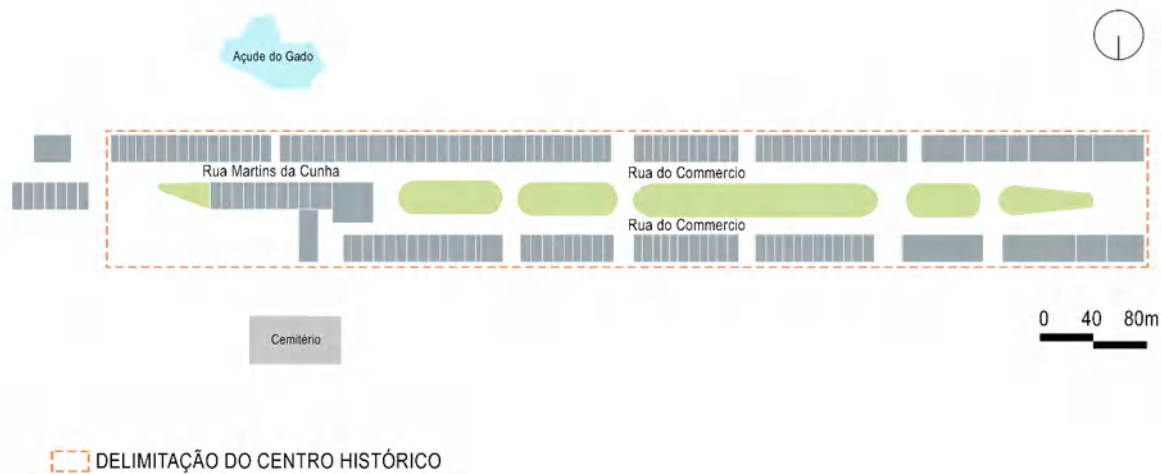 Açude do Gado
Rua Martins da Cunha
Rua do Commercio
Rua do Commercio
Cemitério
0 40 80m
DELIMITAÇÃO DO CENTRO HISTÓRICO